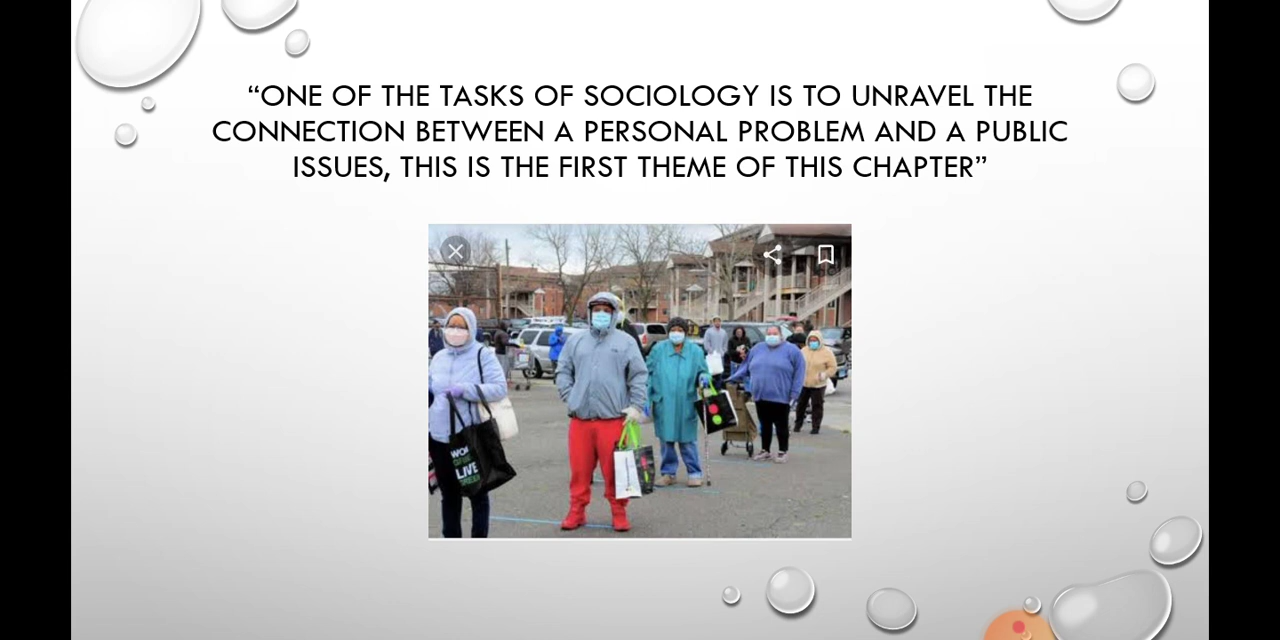 “ONE OF THE TASKS OF SOCIOLOGY IS TO UNRAVEL THE
CONNECTION BETWEEN A PERSONAL PROBLEM AND A PUBLIC
ISSUES, THIS IS THE FIRST THEME OF THIS CHAPTER”
LIVE